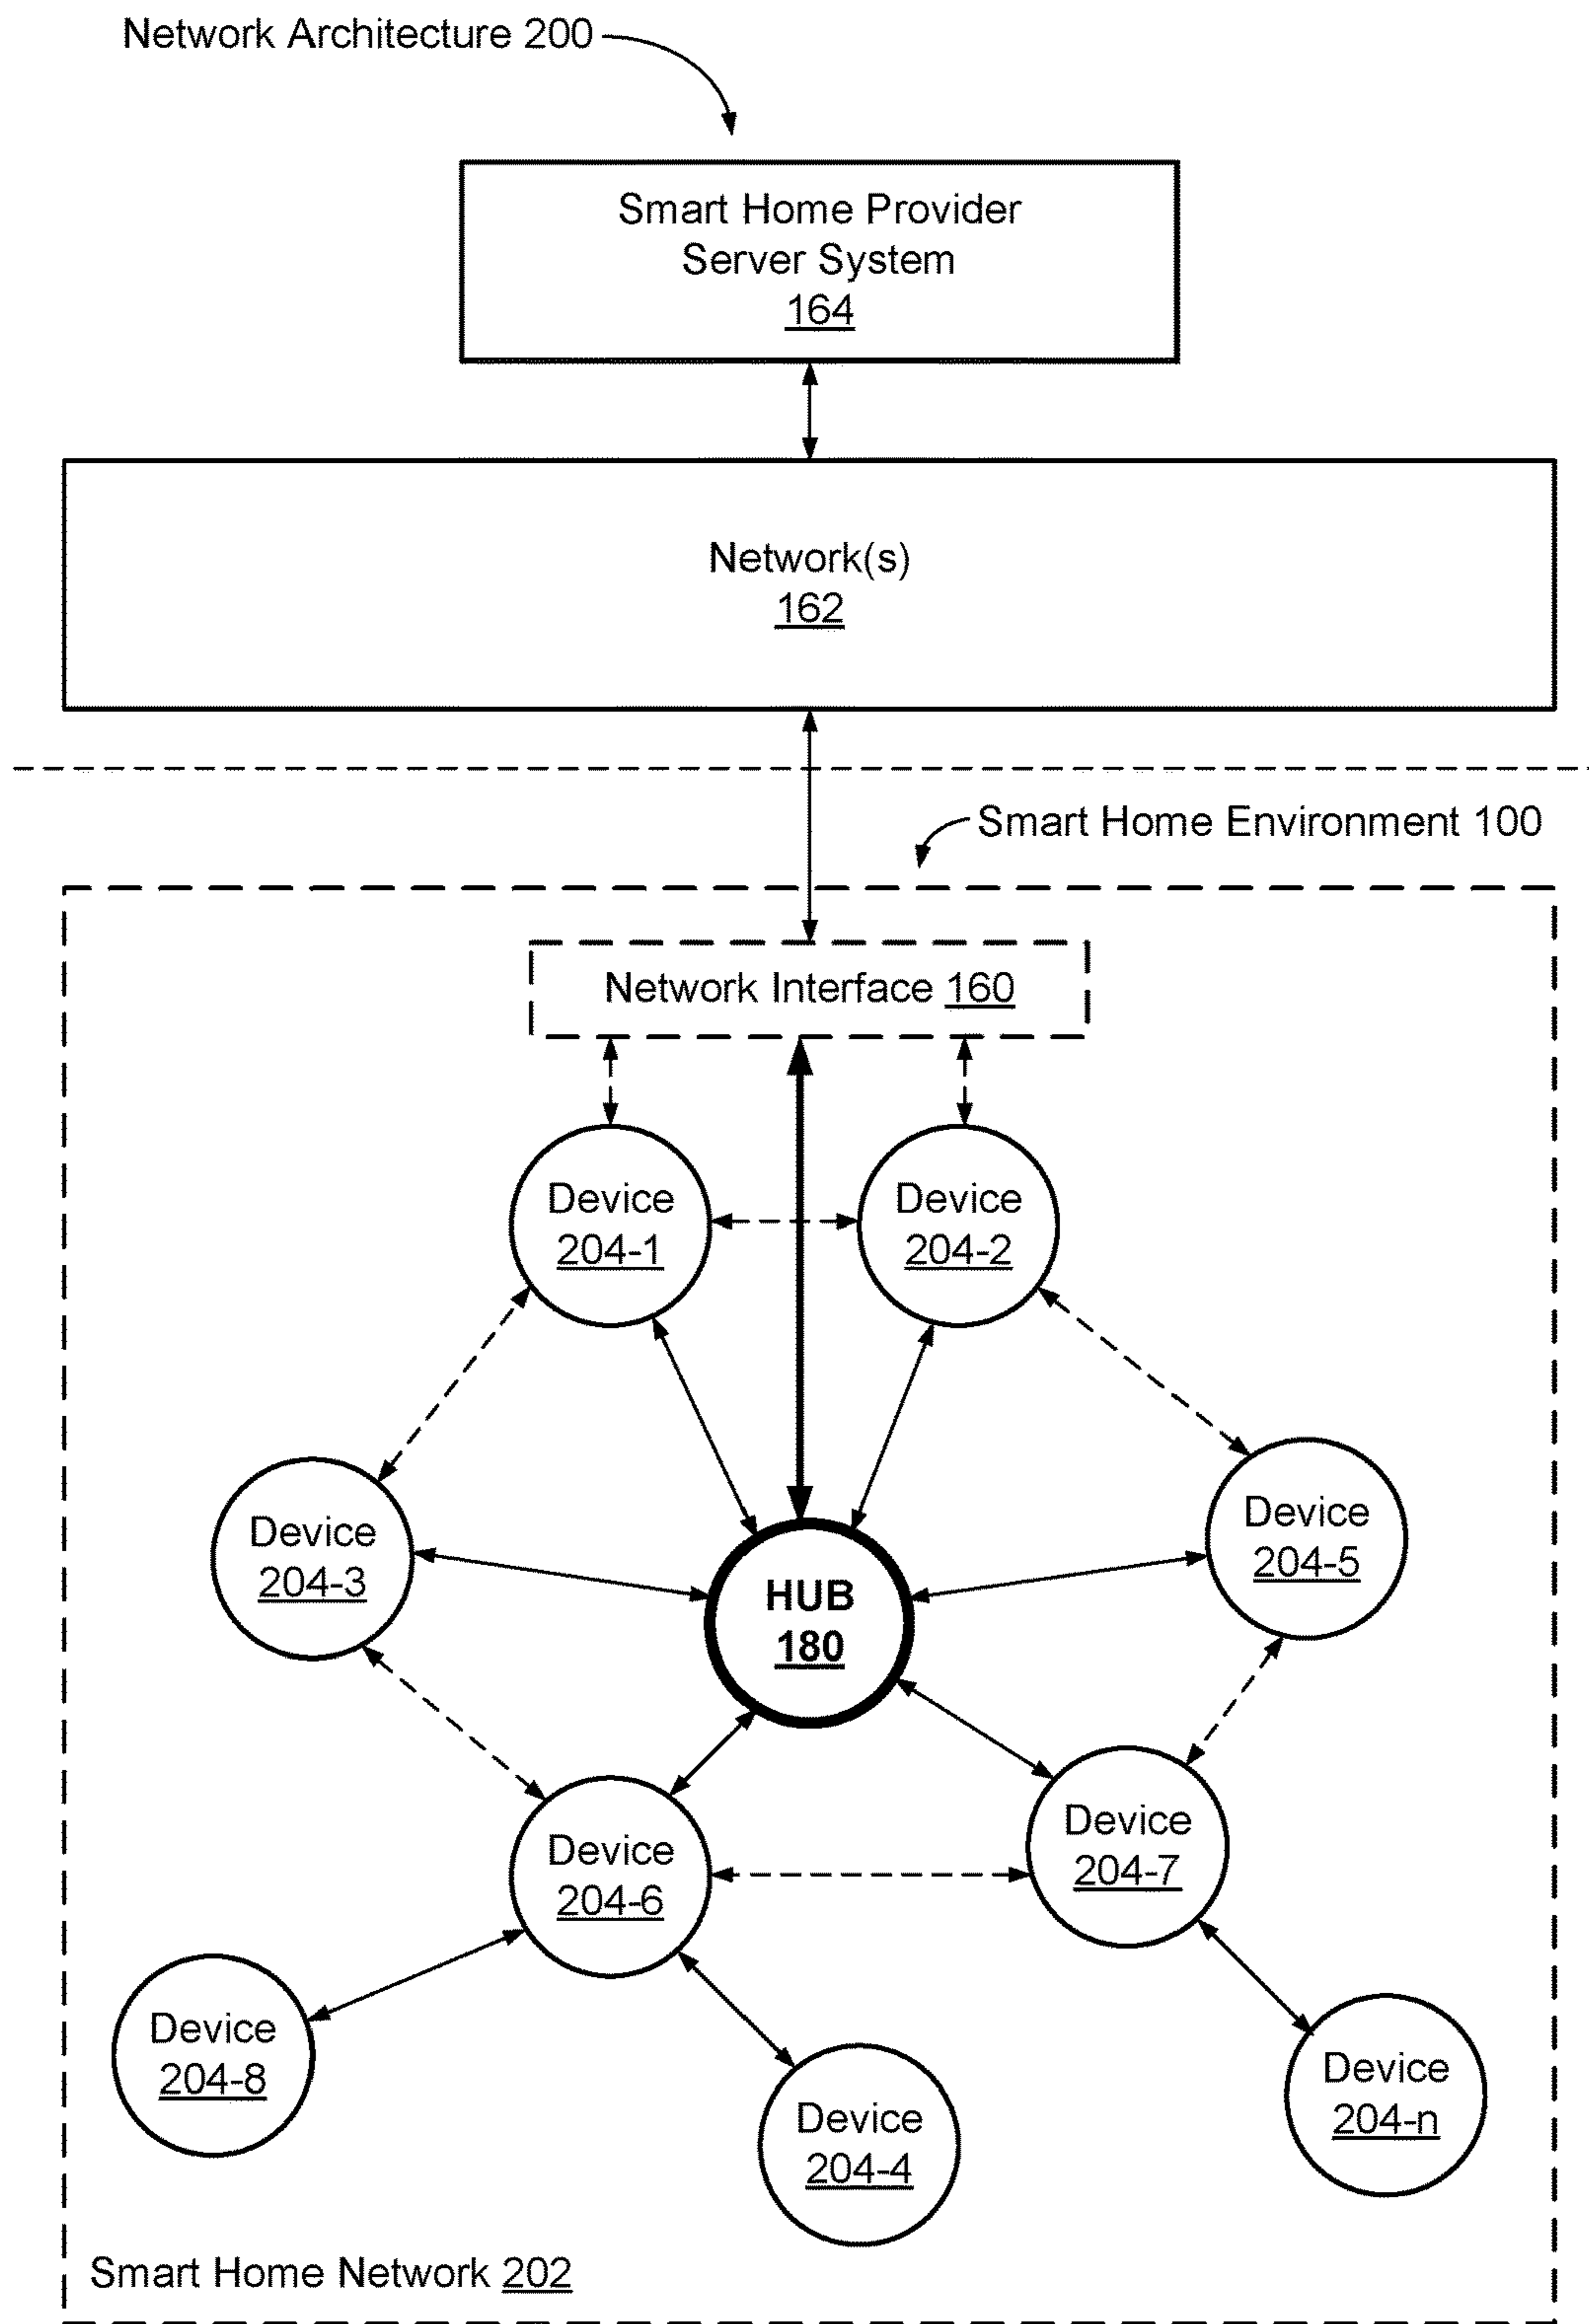 Network Architecture 200
Smart Home Provider
Server System
164
Network(s)
162
Smart Home Environment 100
Network Interface 160
Device
204-1
Device
204-2
Device
204-3
Device
204-5
HUB
180
Device
204-6
Device
204-7
Device
204-8
Device
204-4
Device
204-n
Smart Home Network 202